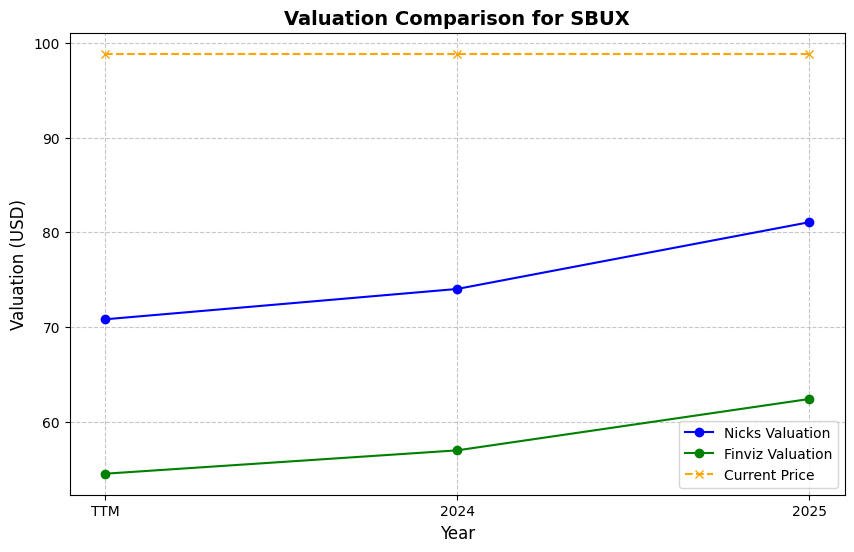 Valuation Comparison for SBUX
100
90
80
70
60
Valuation (USD)
TTM
2024
2025
Year
Nicks Valuation
Finviz Valuation
Current Price